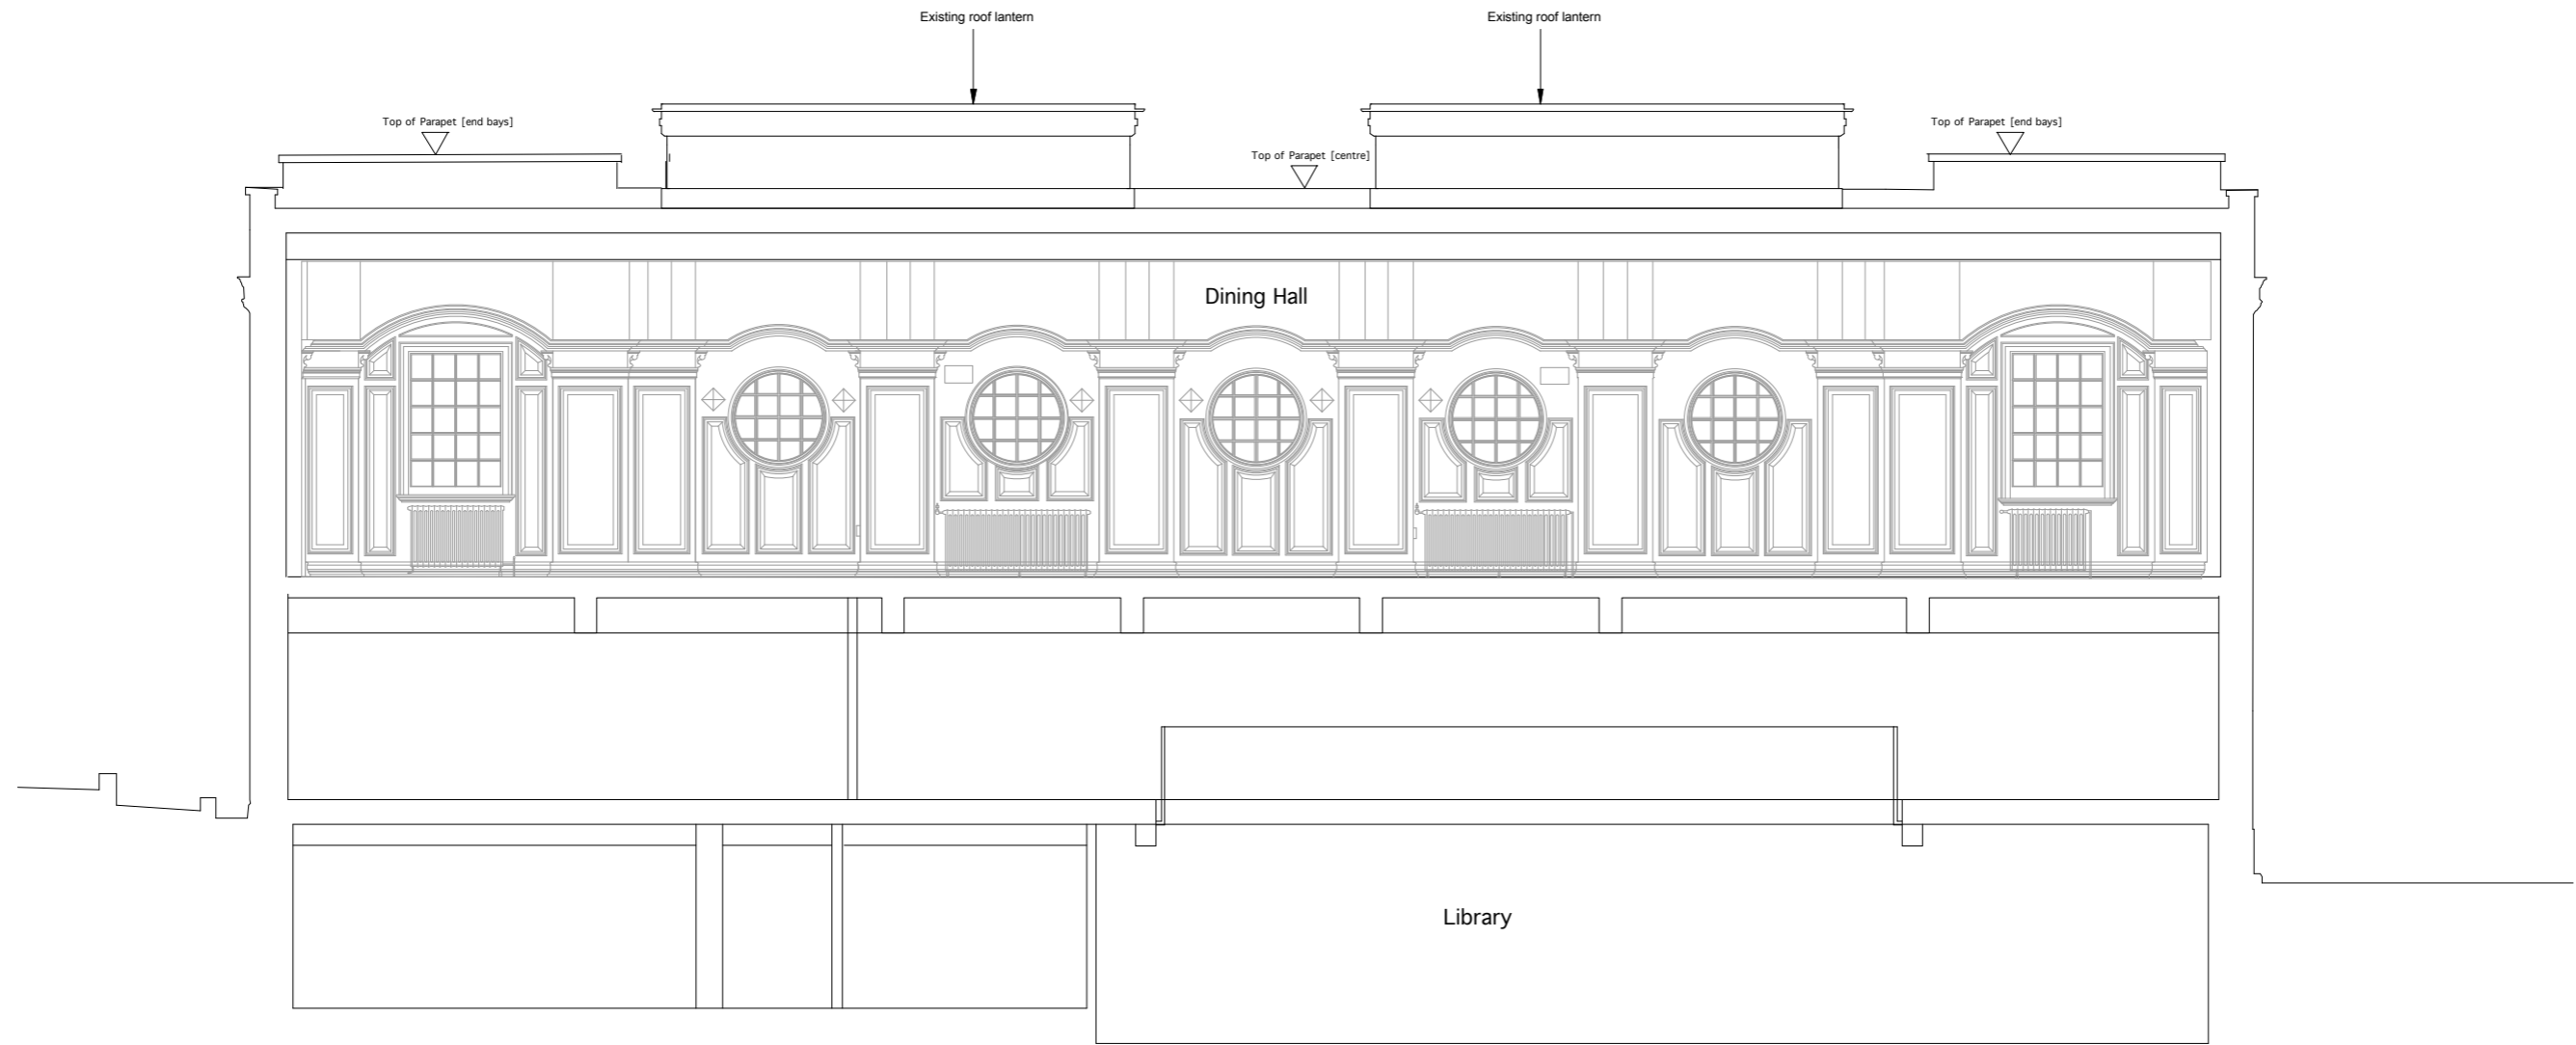 Existing roof lantern
Existing roof lantern
Top of Parapet [end bays]
Top of Parapet [end bays]
Top of Parapet [centre]
Dining Hall
Library